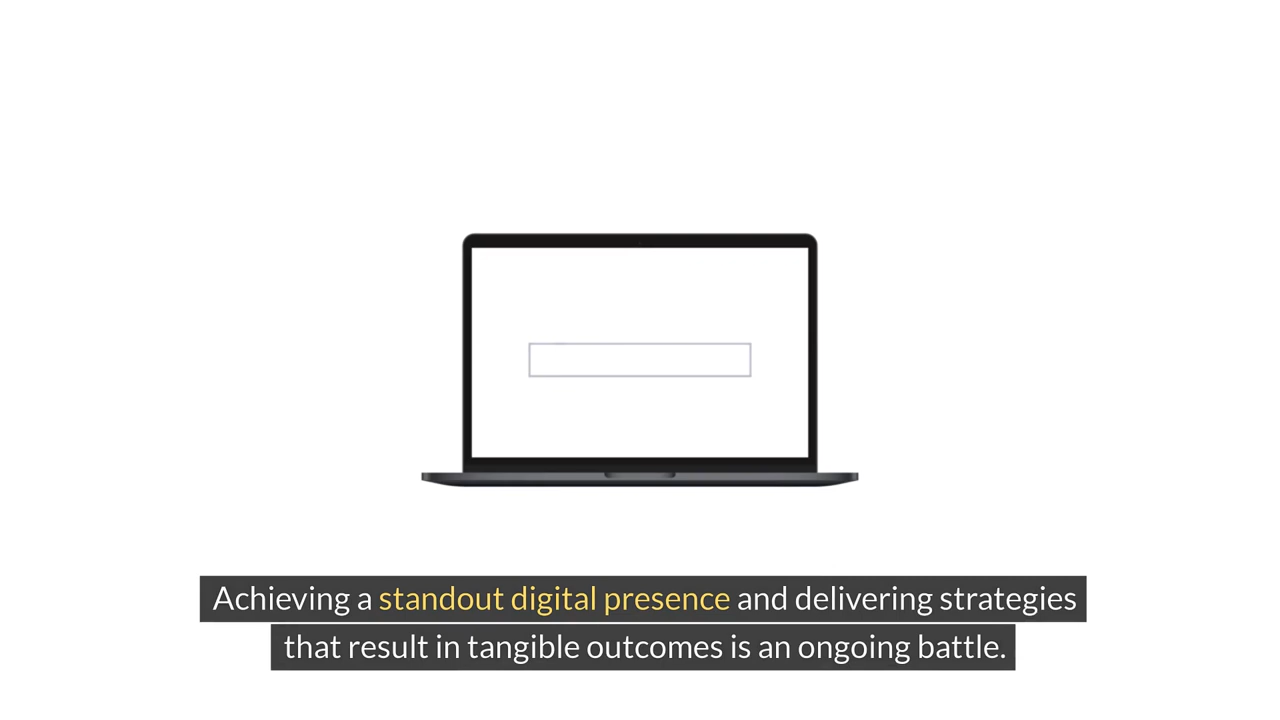 Achieving a standout digital presence and delivering strategies
that result in tangible outcomes is an ongoing battle.